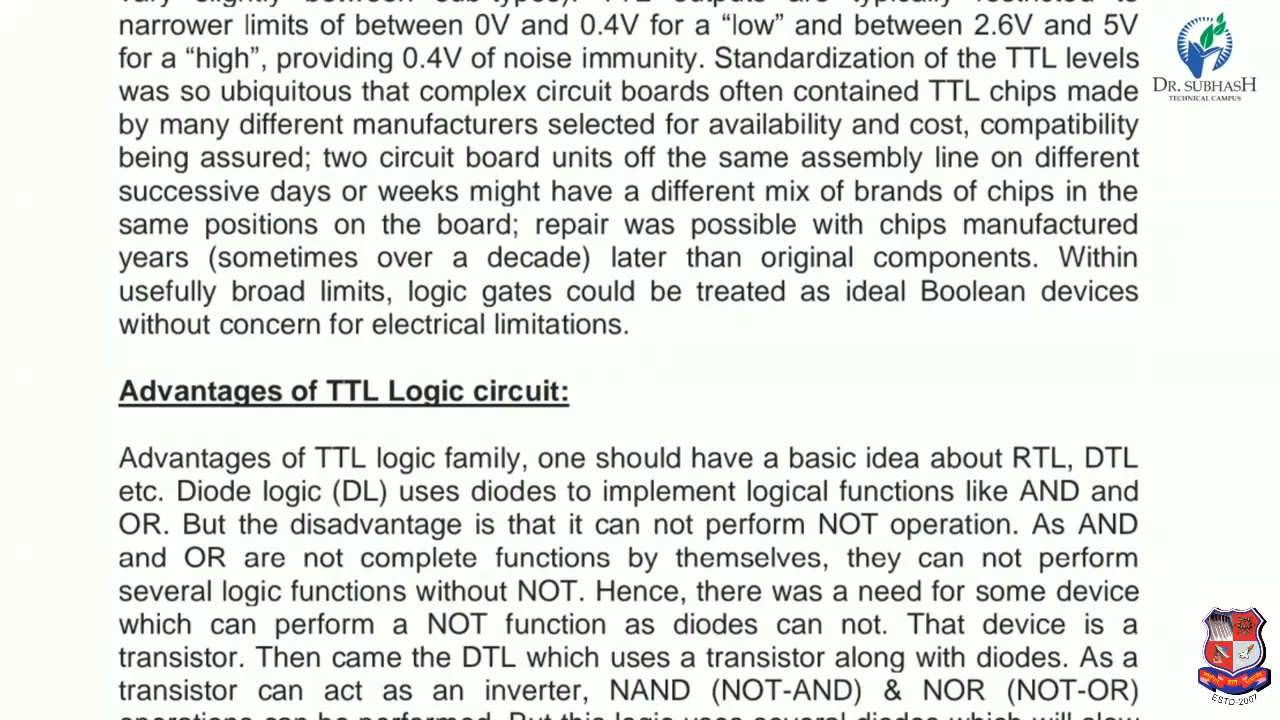 narrower limits of between 0V and 0.4V for a “low” and between 2.6V and 5V
for a “high”, providing 0.4V of noise immunity. Standardization of the TTL levels
was so ubiquitous that complex circuit boards often contained TTL chips made
by many different manufacturers selected for availability and cost, compatibility
being assured; two circuit board units off the same assembly line on different
successive days or weeks might have a different mix of brands of chips in the
same positions on the board; repair was possible with chips manufactured
years (sometimes over a decade) later than original components. Within
usefully broad limits, logic gates could be treated as ideal Boolean devices
without concern for electrical limitations.
Advantages of TTL Logic circuit:
Advantages of TTL logic family, one should have a basic idea about RTL, DTL
etc. Diode logic (DL) uses diodes to implement logical functions like AND and
OR. But the disadvantage is that it can not perform NOT operation. As AND
and OR are not complete functions by themselves, they can not perform
several logic functions without NOT. Hence, there was a need for some device
which can perform a NOT function as diodes can not. That device is a
transistor. Then came the DTL which uses a transistor along with diodes. As a
transistor can act as an inverter, NAND (NOT-AND) & NOR (NOT-OR)
DR. SUBHASH
TECHNICAL CAMPUS
ESTD-2007